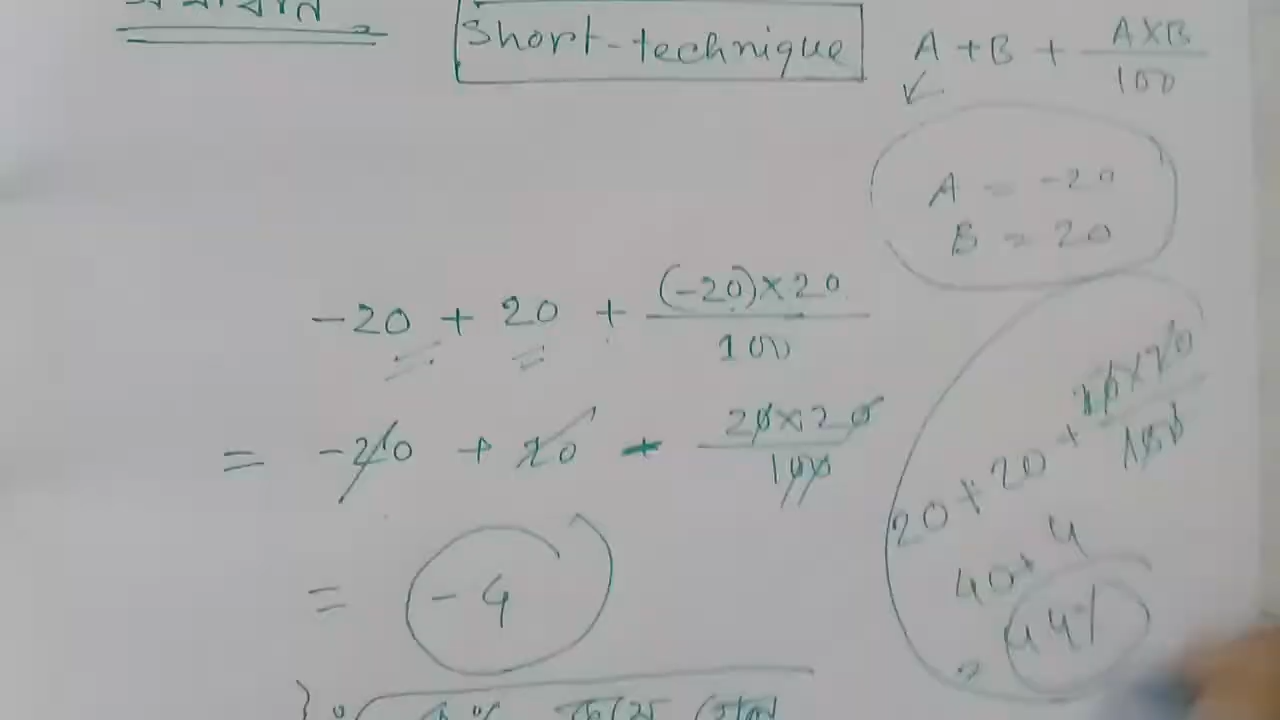 Short-technique
A + B + A×B/100
A = -20
B = 20
-20 + 20 + (-20)×20/100
= -20 + 20 - 20×20/100
= -4
20 + 20 + 20×20/100
40 + 4
= 44%